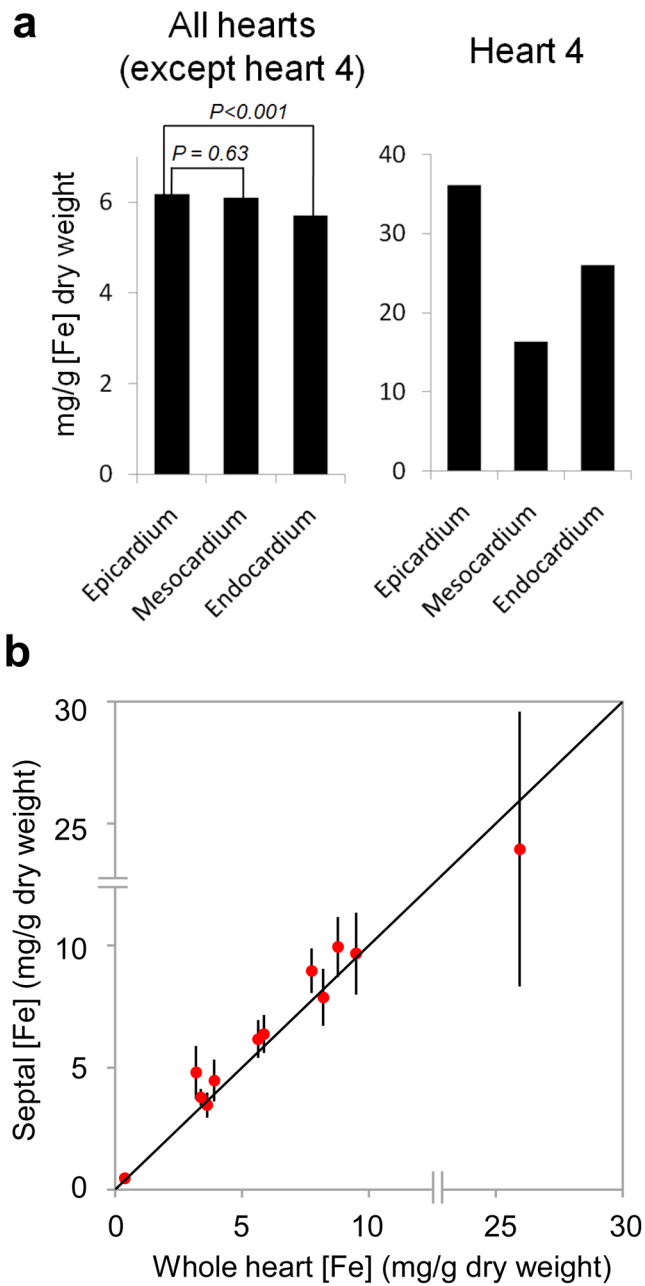 a
All hearts
(except heart 4)
Heart 4
P<0.001
P = 0.63
mg/g [Fe] dry weight
6
4
2
0
40
30
20
10
0
Epicardium
Mesocardium
Endocardium
Epicardium
Mesocardium
Endocardium
b
Septal [Fe] (mg/g dry weight)
30
25
10
5
0
0
5
10
25
30
Whole heart [Fe] (mg/g dry weight)